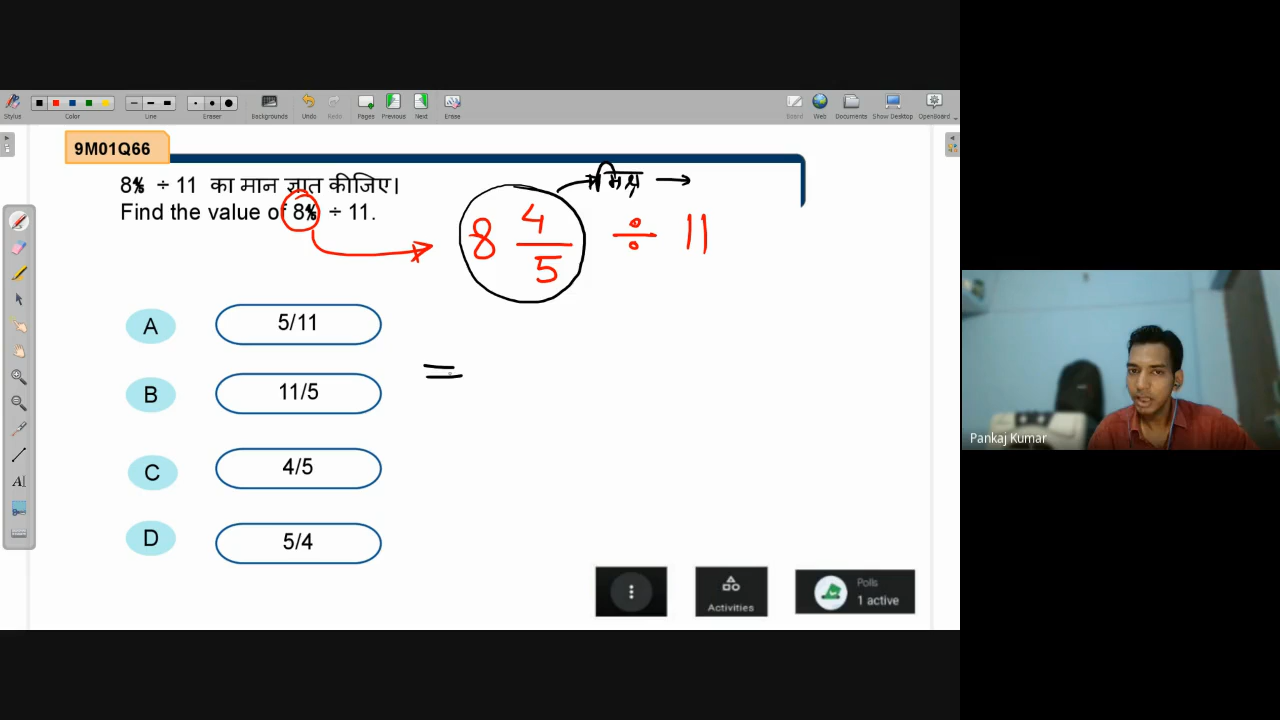 Stylus Color Line Eraser Backgrounds Undo Redo Pages Previous Next Erase Board Web Documents Show Desktop OpenBoard
9M01Q66
8⅘ ÷ 11 का मान ज्ञात कीजिए।
Find the value of 8⅘ ÷ 11.
8 4/5 ÷ 11
A 5/11
B 11/5
=
C 4/5
D 5/4
Pankaj Kumar
Activities
Polls
1 active